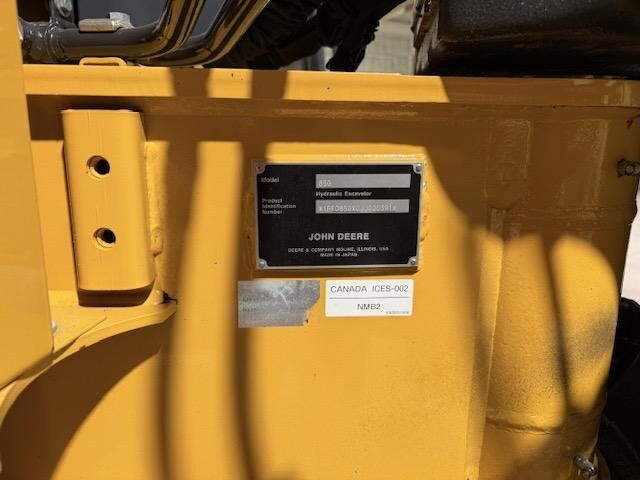 Model 85G
Hydraulic Excavator
Product
Identification
Number
JOHN DEERE
DEERE & COMPANY MOLINE, ILLINOIS, USA
MADE IN JAPAN
CANADA ICES-002
NMB2